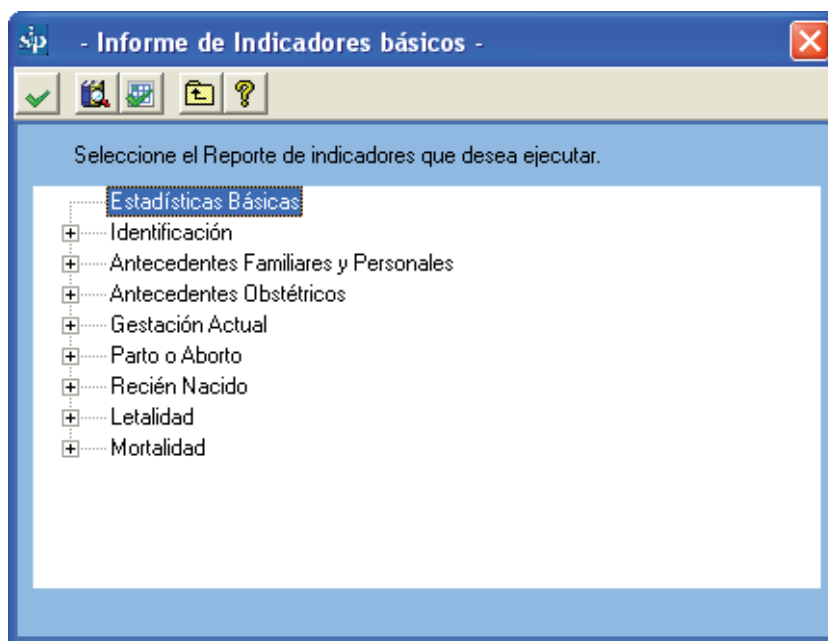 sip - Informe de Indicadores básicos -
Seleccione el Reporte de indicadores que desea ejecutar.
Estadísticas Básicas
Identificación
Antecedentes Familiares y Personales
Antecedentes Obstétricos
Gestación Actual
Parto o Aborto
Recién Nacido
Letalidad
Mortalidad